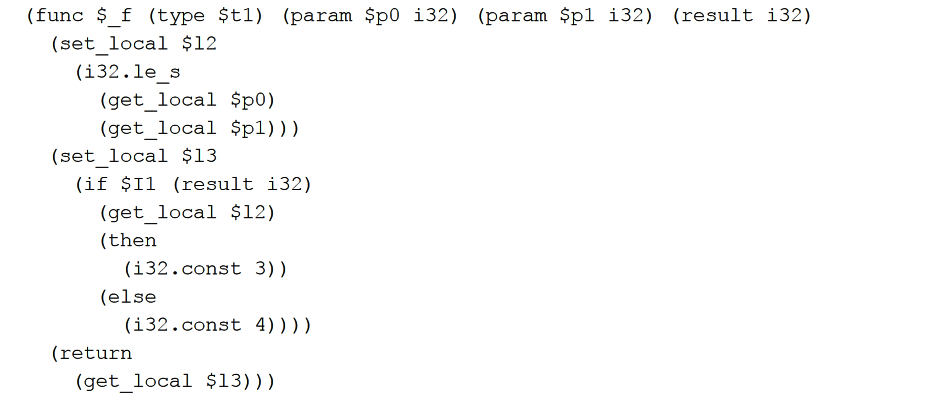 (func $_f (type $t1) (param $p0 i32) (param $p1 i32) (result i32)
(set_local $l2
(i32.le_s
(get_local $p0)
(get_local $p1)))
(set_local $l3
(if $I1 (result i32)
(get_local $l2)
(then
(i32.const 3))
(else
(i32.const 4))))
(return
(get_local $l3)))